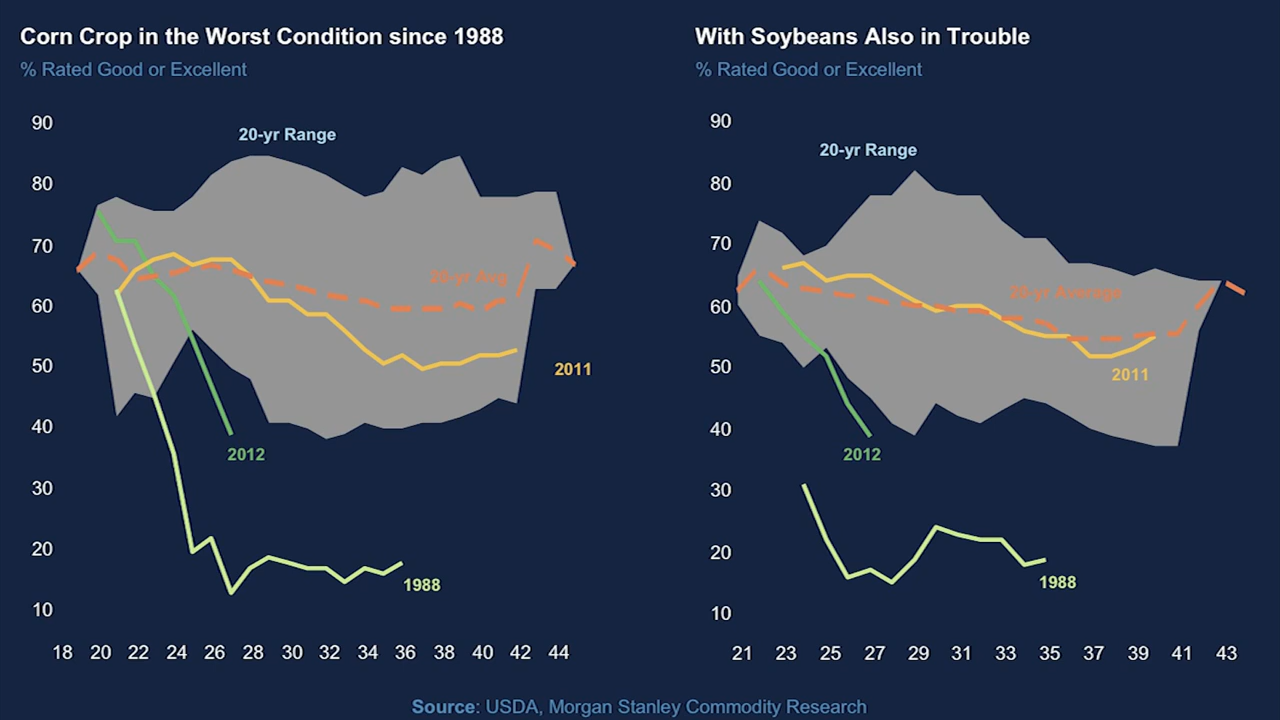 Corn Crop in the Worst Condition since 1988
% Rated Good or Excellent
90
20-yr Range
80
70
20-yr Avg
60
50
2011
40
2012
30
20
1988
10
18 20 22 24 26 28 30 32 34 36 38 40 42 44
With Soybeans Also in Trouble
% Rated Good or Excellent
90
20-yr Range
80
70
60
20-yr Average
50
2011
40
2012
30
20
1988
10
21 23 25 27 29 31 33 35 37 39 41 43
Source: USDA, Morgan Stanley Commodity Research